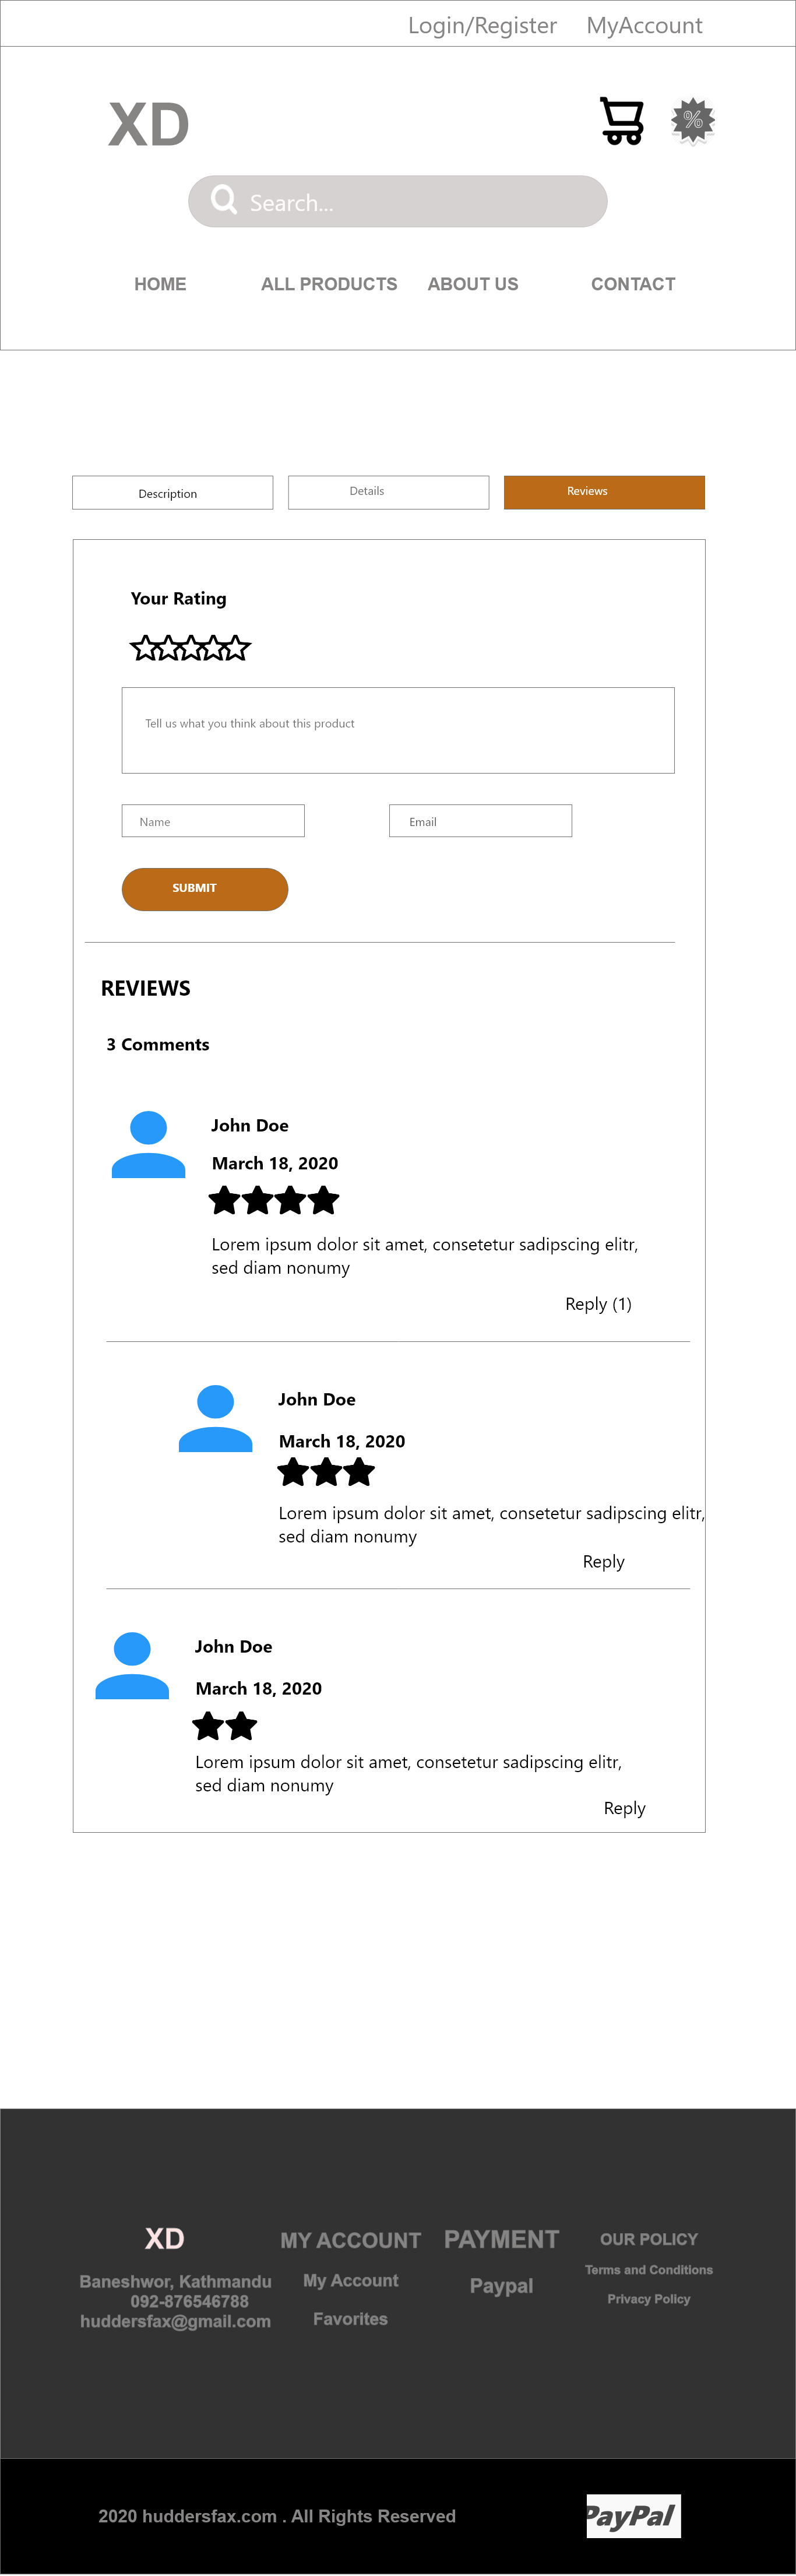 Login/Register MyAccount
XD
%
Search...
HOME ALL PRODUCTS ABOUT US CONTACT
Description Details Reviews
Your Rating
Tell us what you think about this product
Name Email
SUBMIT
REVIEWS
3 Comments
John Doe
March 18, 2020
Lorem ipsum dolor sit amet, consetetur sadipscing elitr,
sed diam nonumy
Reply (1)
John Doe
March 18, 2020
Lorem ipsum dolor sit amet, consetetur sadipscing elitr,
sed diam nonumy
Reply
John Doe
March 18, 2020
Lorem ipsum dolor sit amet, consetetur sadipscing elitr,
sed diam nonumy
Reply
XD
Baneshwor, Kathmandu
092-876546788
huddersfax@gmail.com
MY ACCOUNT
My Account
Favorites
PAYMENT
Paypal
OUR POLICY
Terms and Conditions
Privacy Policy
2020 huddersfax.com . All Rights Reserved
PayPal